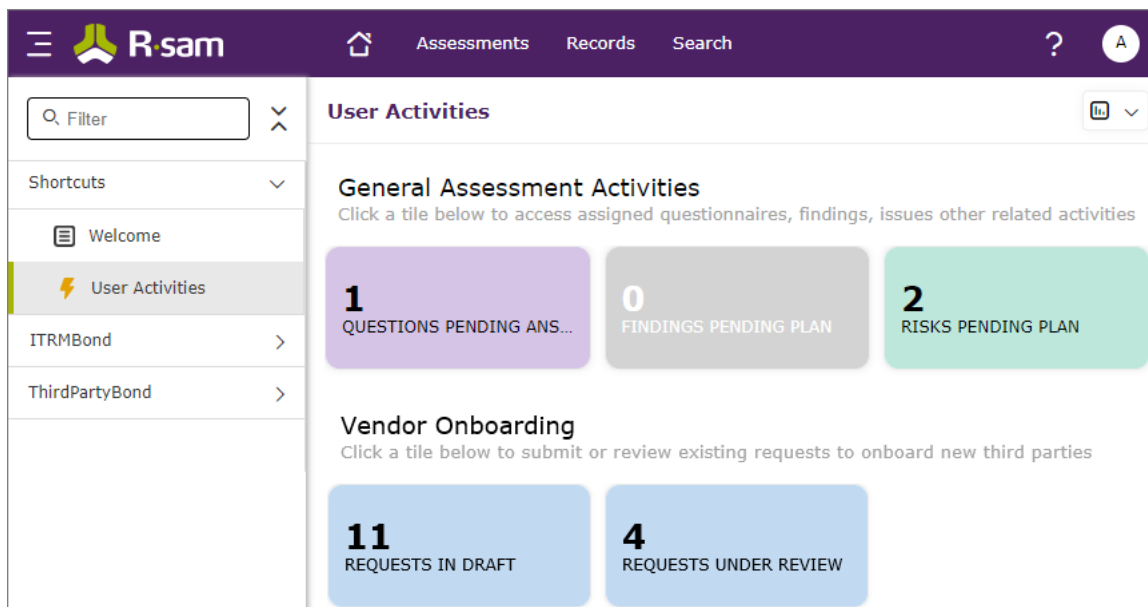 R·sam
Assessments Records Search ? A
Filter
Shortcuts
Welcome
User Activities
ITRMBond
ThirdPartyBond
User Activities
General Assessment Activities
Click a tile below to access assigned questionnaires, findings, issues other related activities
1
QUESTIONS PENDING ANS...
0
FINDINGS PENDING PLAN
2
RISKS PENDING PLAN
Vendor Onboarding
Click a tile below to submit or review existing requests to onboard new third parties
11
REQUESTS IN DRAFT
4
REQUESTS UNDER REVIEW